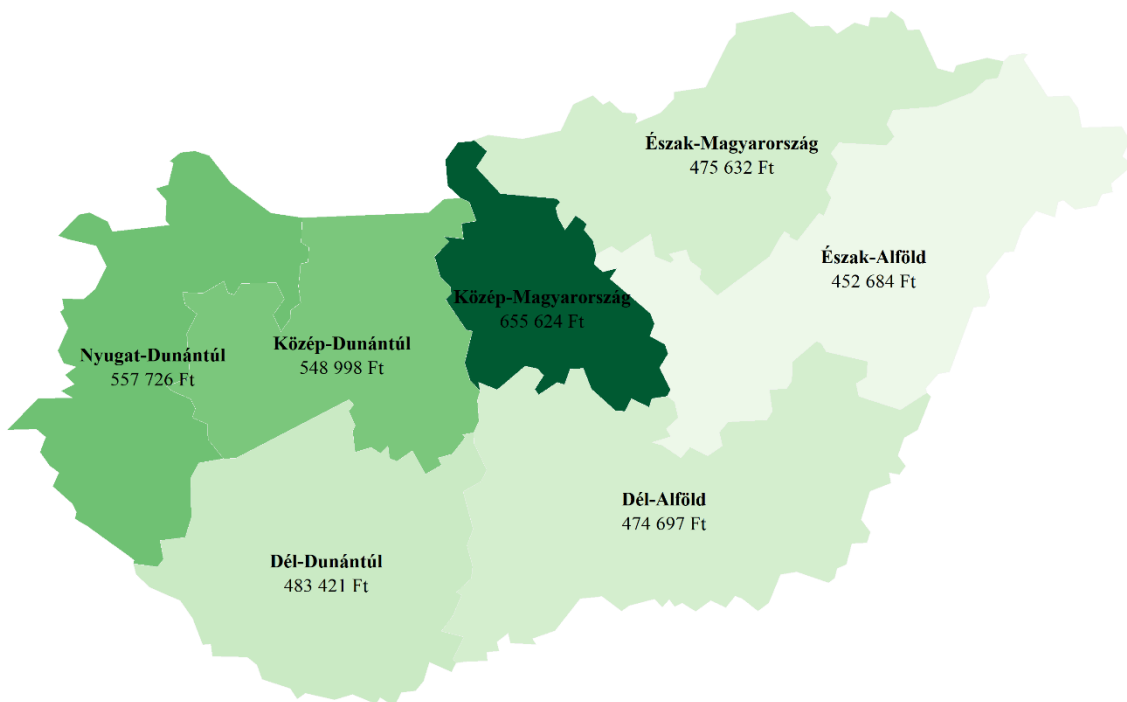 Észak-Magyarország
475 632 Ft
Észak-Alföld
452 684 Ft
Közép-Magyarország
655 624 Ft
Közép-Dunántúl
548 998 Ft
Nyugat-Dunántúl
557 726 Ft
Dél-Alföld
474 697 Ft
Dél-Dunántúl
483 421 Ft